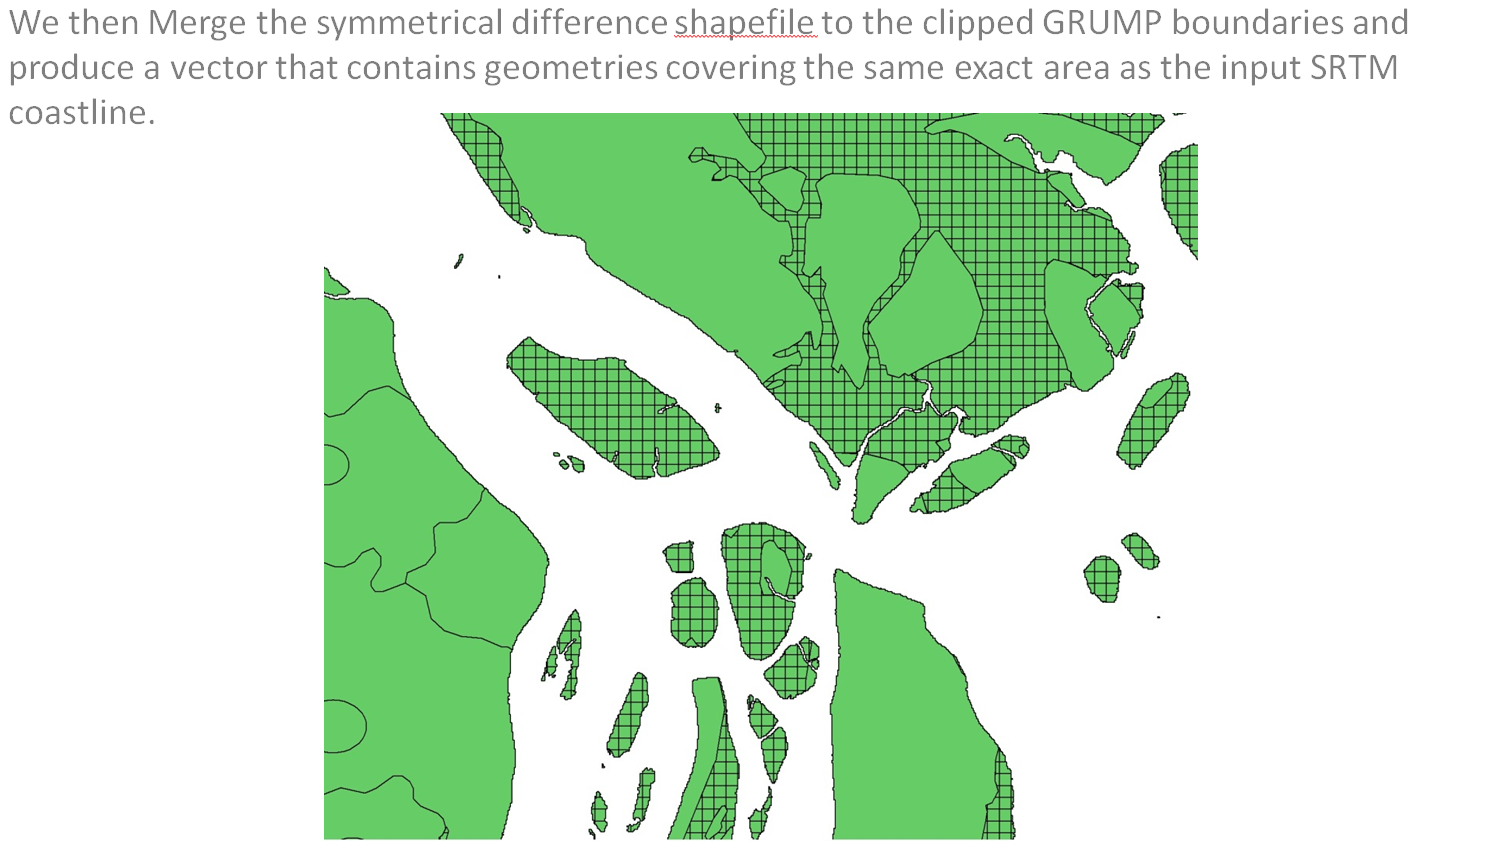 We then Merge the symmetrical difference shapefile to the clipped GRUMP boundaries and
produce a vector that contains geometries covering the same exact area as the input SRTM
coastline.